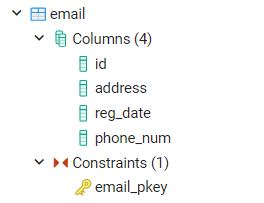 email
Columns (4)
id
address
reg_date
phone_num
Constraints (1)
email_pkey